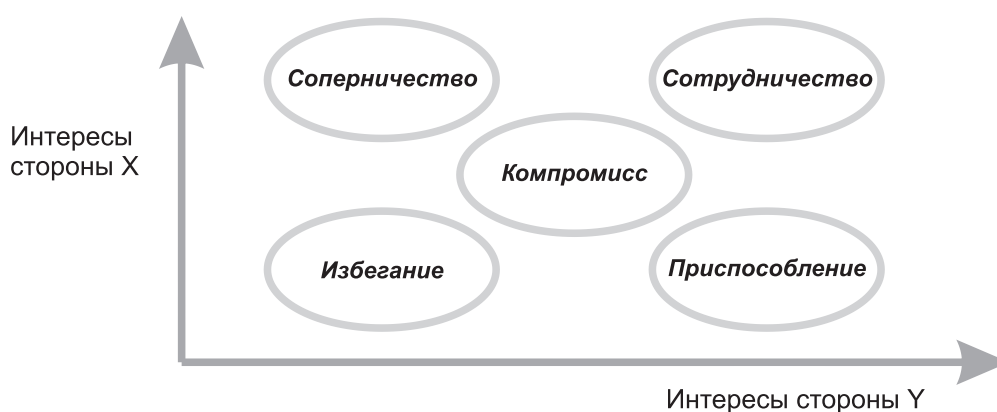 Соперничество
Сотрудничество
Интересы
стороны X
Компромисс
Избегание
Приспособление
Интересы стороны Y